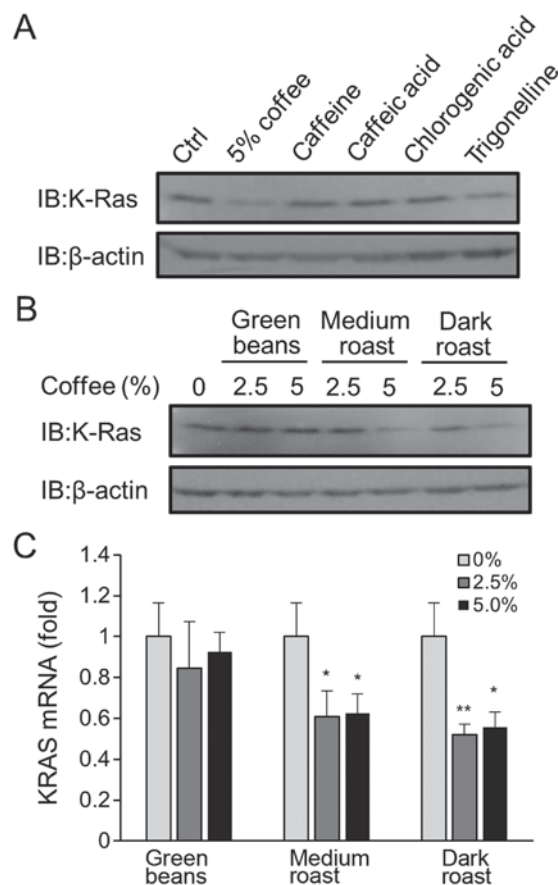 A
Ctrl
5% coffee
Caffeine
Caffeic acid
Chlorogenic acid
Trigonelline
IB:K-Ras
IB:β-actin
B
Green beans
Medium roast
Dark roast
Coffee (%) 0 2.5 5 2.5 5 2.5 5
IB:K-Ras
IB:β-actin
C
KRAS mRNA (fold)
1.4
1.2
1
0.8
0.6
0.4
0.2
0
0%
2.5%
5.0%
* *
** *
Green beans
Medium roast
Dark roast